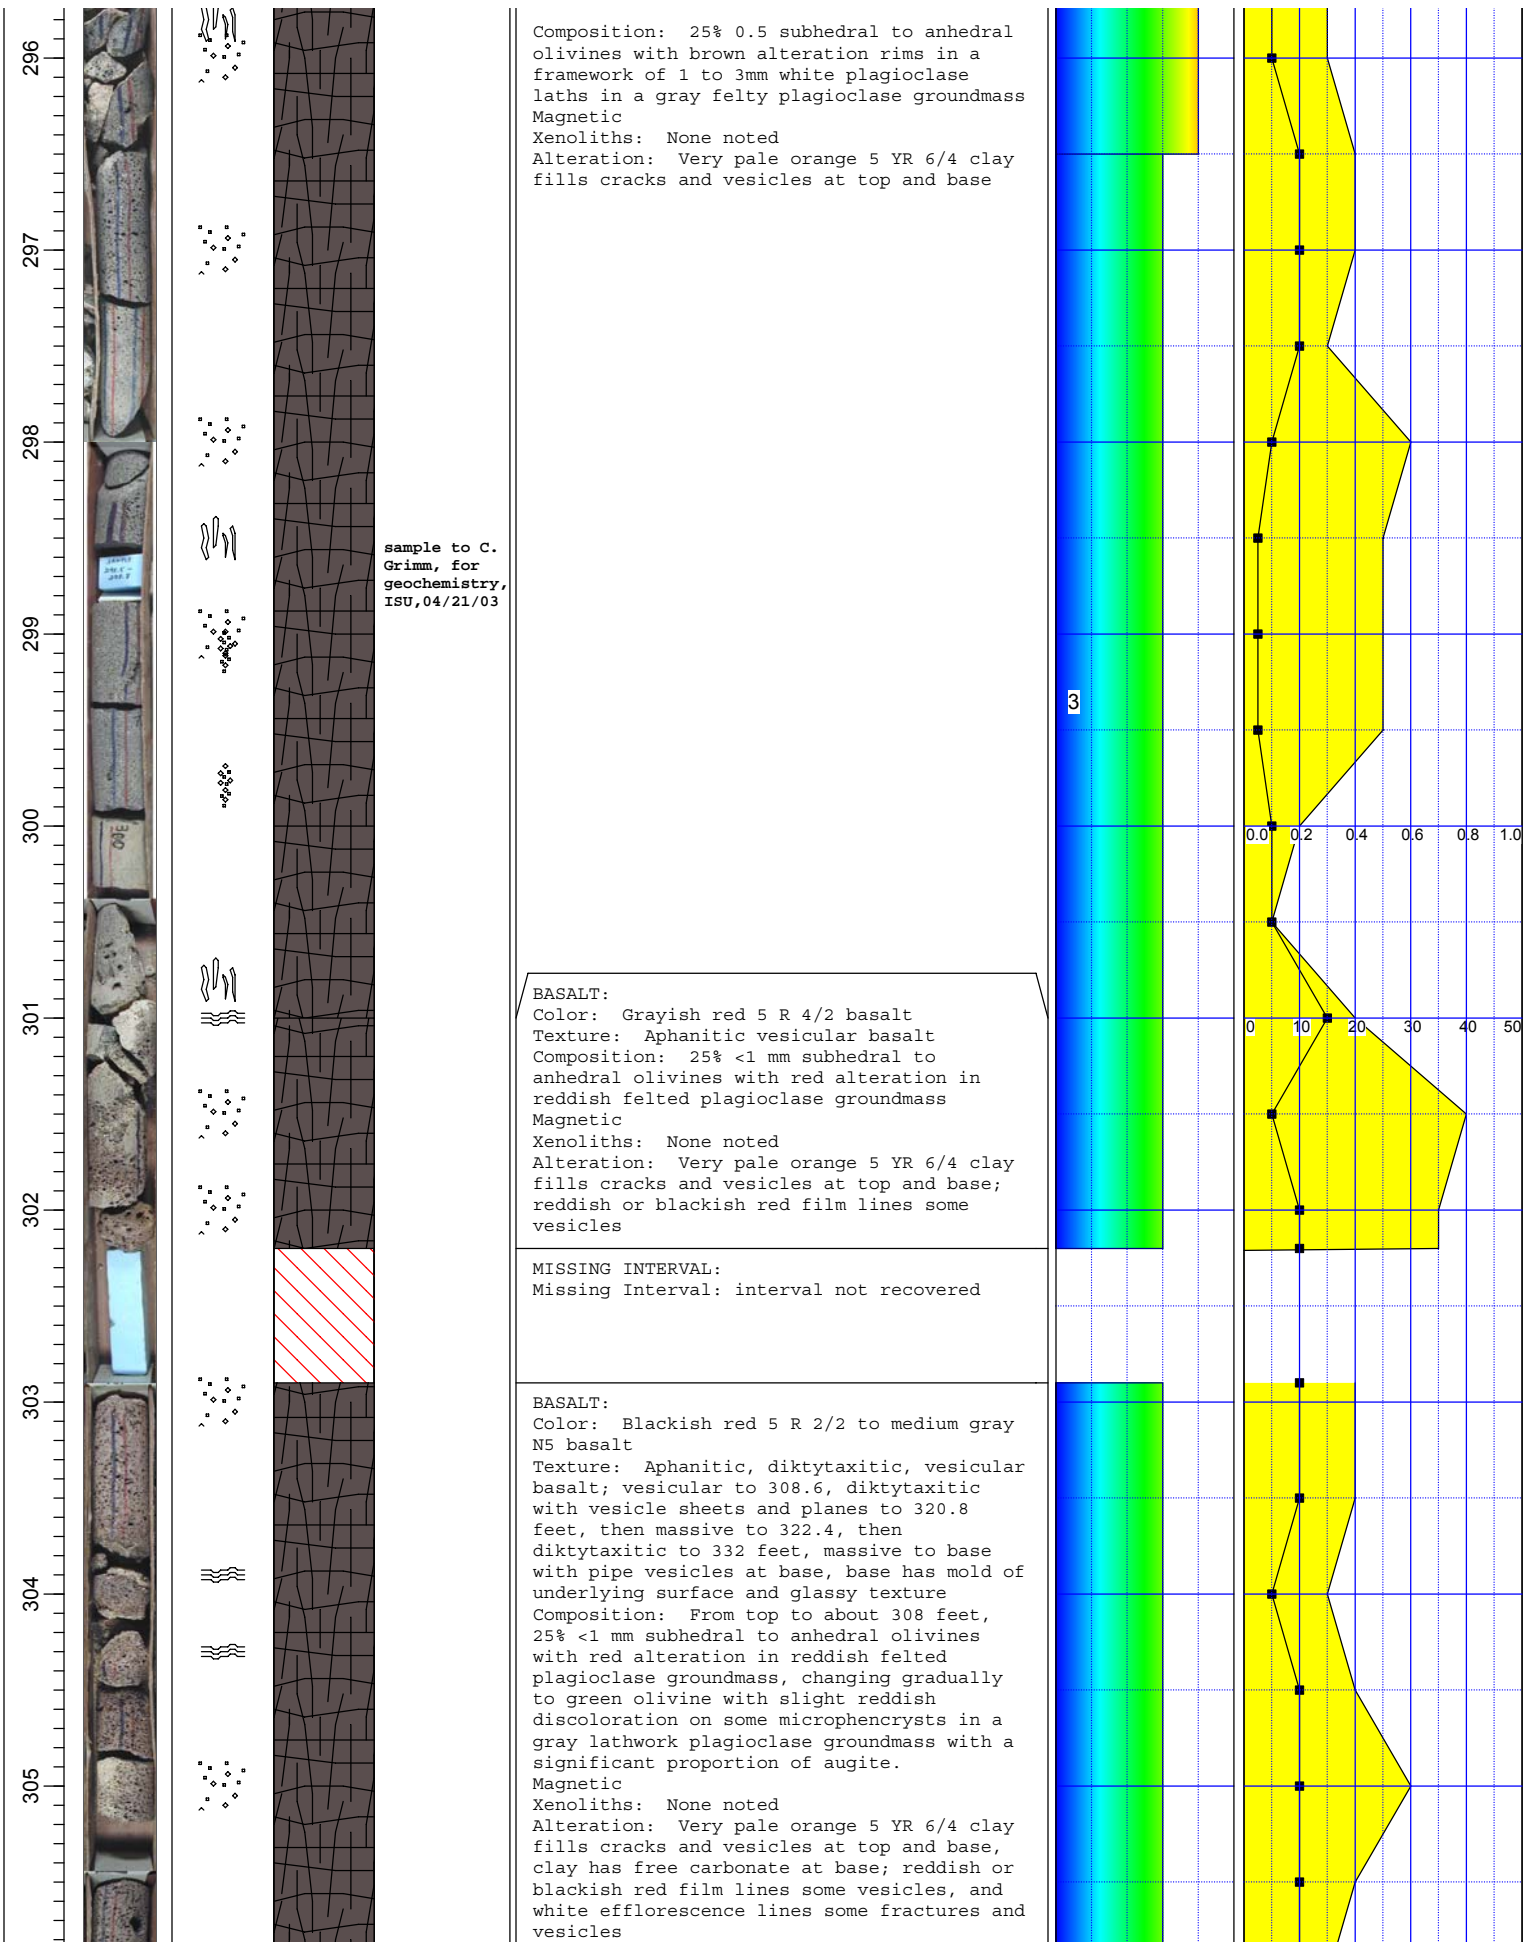 Composition: 25% 0.5 subhedral to anhedral
olivines with brown alteration rims in a
framework of 1 to 3mm white plagioclase
laths in a gray felty plagioclase groundmass
Magnetic
Xenoliths: None noted
Alteration: Very pale orange 5 YR 6/4 clay
fills cracks and vesicles at top and base
296
297
298
sample to C.
Grimm, for
geochemistry,
ISU,04/21/03
299
3
300
300
0.0 0.2 0.4 0.6 0.8 1.0
301
0 10 20 30 40 50
BASALT:
Color: Grayish red 5 R 4/2 basalt
Texture: Aphanitic vesicular basalt
Composition: 25% <1 mm subhedral to
anhedral olivines with red alteration in
reddish felted plagioclase groundmass
Magnetic
Xenoliths: None noted
Alteration: Very pale orange 5 YR 6/4 clay
fills cracks and vesicles at top and base;
reddish or blackish red film lines some
vesicles
302
MISSING INTERVAL:
Missing Interval: interval not recovered
303
BASALT:
Color: Blackish red 5 R 2/2 to medium gray
N5 basalt
Texture: Aphanitic, diktytaxitic, vesicular
basalt; vesicular to 308.6, diktytaxitic
with vesicle sheets and planes to 320.8
feet, then massive to 322.4, then
diktytaxitic to 332 feet, massive to base
with pipe vesicles at base, base has mold of
underlying surface and glassy texture
Composition: From top to about 308 feet,
25% <1 mm subhedral to anhedral olivines
with red alteration in reddish felted
plagioclase groundmass, changing gradually
to green olivine with slight reddish
discoloration on some microphencrysts in a
gray lathwork plagioclase groundmass with a
significant proportion of augite.
Magnetic
Xenoliths: None noted
Alteration: Very pale orange 5 YR 6/4 clay
fills cracks and vesicles at top and base,
clay has free carbonate at base; reddish or
blackish red film lines some vesicles, and
white efflorescence lines some fractures and
vesicles
304
305